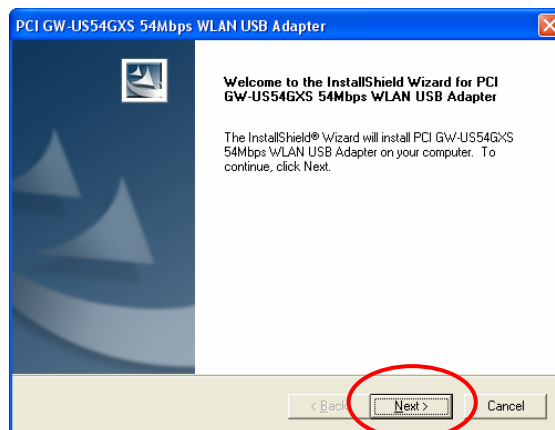 PCI GW-US54GXS 54Mbps WLAN USB Adapter
Welcome to the InstallShield Wizard for PCI
GW-US54GXS 54Mbps WLAN USB Adapter
The InstallShield® Wizard will install PCI GW-US54GXS
54Mbps WLAN USB Adapter on your computer. To
continue, click Next.
< Back Next > Cancel